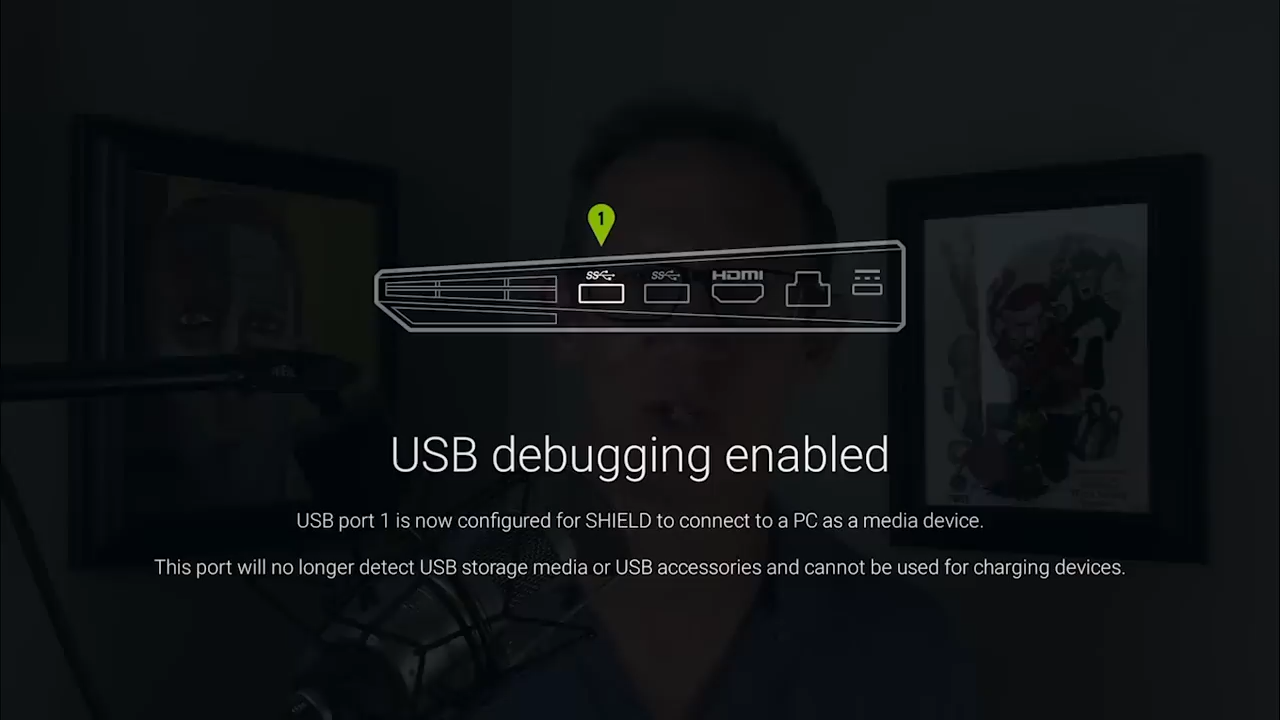 1
SS
SS
HDMI
USB debugging enabled
USB port 1 is now configured for SHIELD to connect to a PC as a media device.
This port will no longer detect USB storage media or USB accessories and cannot be used for charging devices.